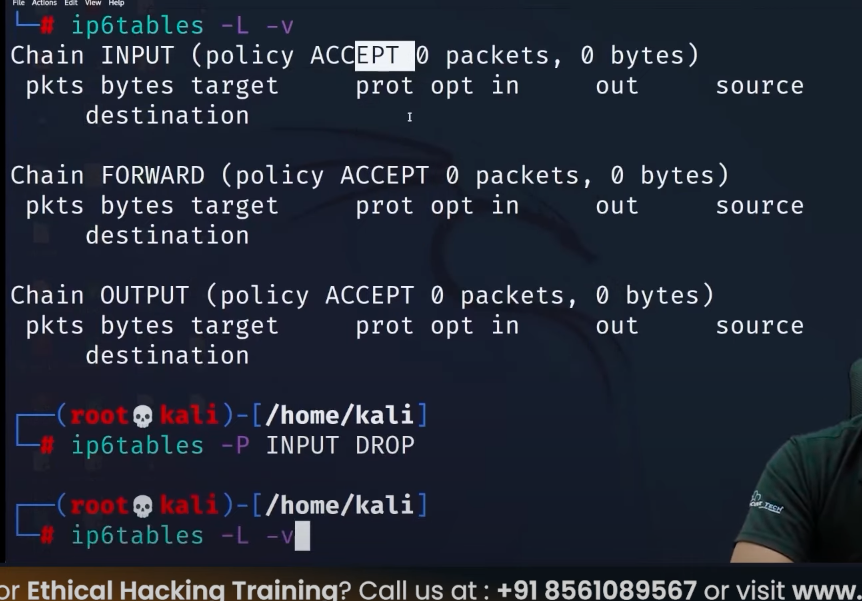 File Actions Edit View Help
└─# ip6tables -L -v
Chain INPUT (policy ACCEPT 0 packets, 0 bytes)
pkts bytes target prot opt in out source
destination
Chain FORWARD (policy ACCEPT 0 packets, 0 bytes)
pkts bytes target prot opt in out source
destination
Chain OUTPUT (policy ACCEPT 0 packets, 0 bytes)
pkts bytes target prot opt in out source
destination
┌──(root💀kali)-[/home/kali]
└─# ip6tables -P INPUT DROP
┌──(root💀kali)-[/home/kali]
└─# ip6tables -L -v
TECH
or Ethical Hacking Training? Call us at : +91 8561089567 or visit www.